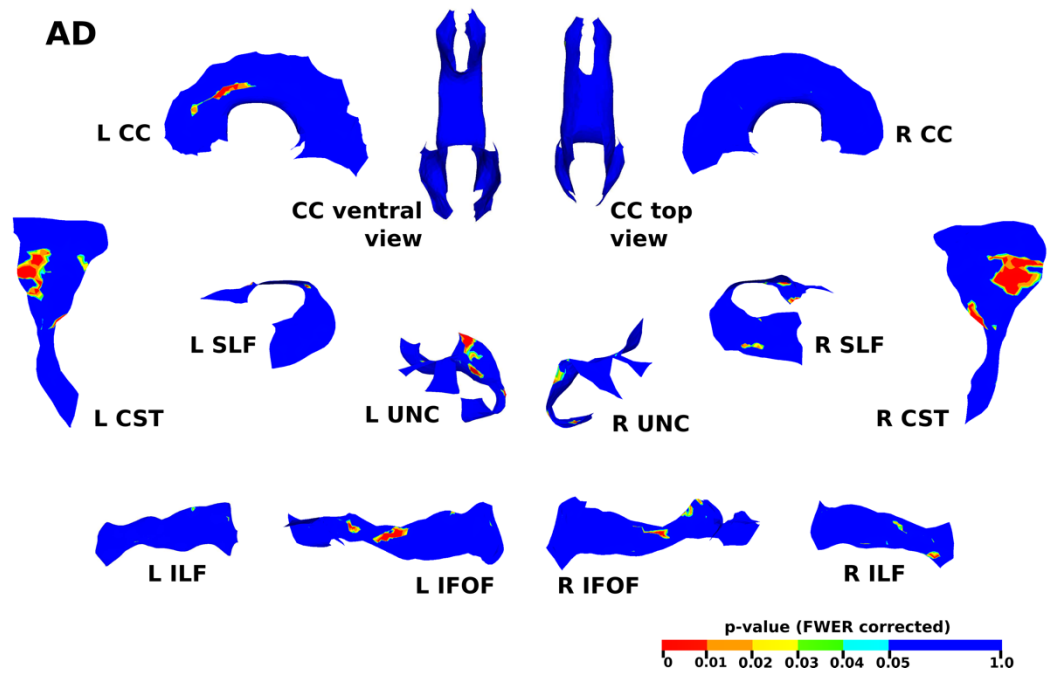 AD
L CC
R CC
CC ventral
view
CC top
view
L SLF
R SLF
L CST
L UNC
R UNC
R CST
L ILF
L IFOF
R IFOF
R ILF
p-value (FWER corrected)
0 0.01 0.02 0.03 0.04 0.05 1.0